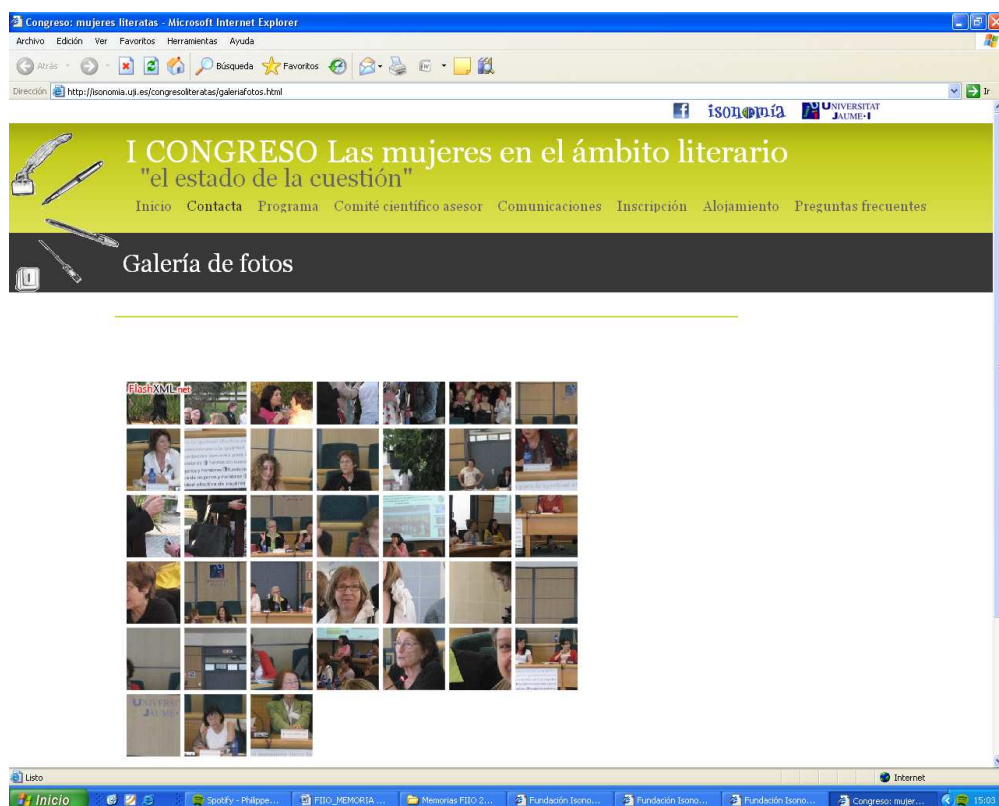 Congreso: mujeres literatas - Microsoft Internet Explorer
Archivo Edición Ver Favoritos Herramientas Ayuda
Atrás Búsqueda Favoritos
Dirección http://isonomia.uji.es/congresoliteratas/galeriafotos.html Ir
isonomía UNIVERSITAT JAUME·I
I CONGRESO Las mujeres en el ámbito literario
"el estado de la cuestión"
Inicio Contacta Programa Comité científico asesor Comunicaciones Inscripción Alojamiento Preguntas frecuentes
Galería de fotos
FlashXML.net
UNIVERS
JAUME·
Listo Internet
Inicio Spotify - Philippe... FIIO_MEMORIA ... Memorias FIIO 2... Fundación Isono... Fundación Isono... Fundación Isono... Congreso: mujer... 15:03